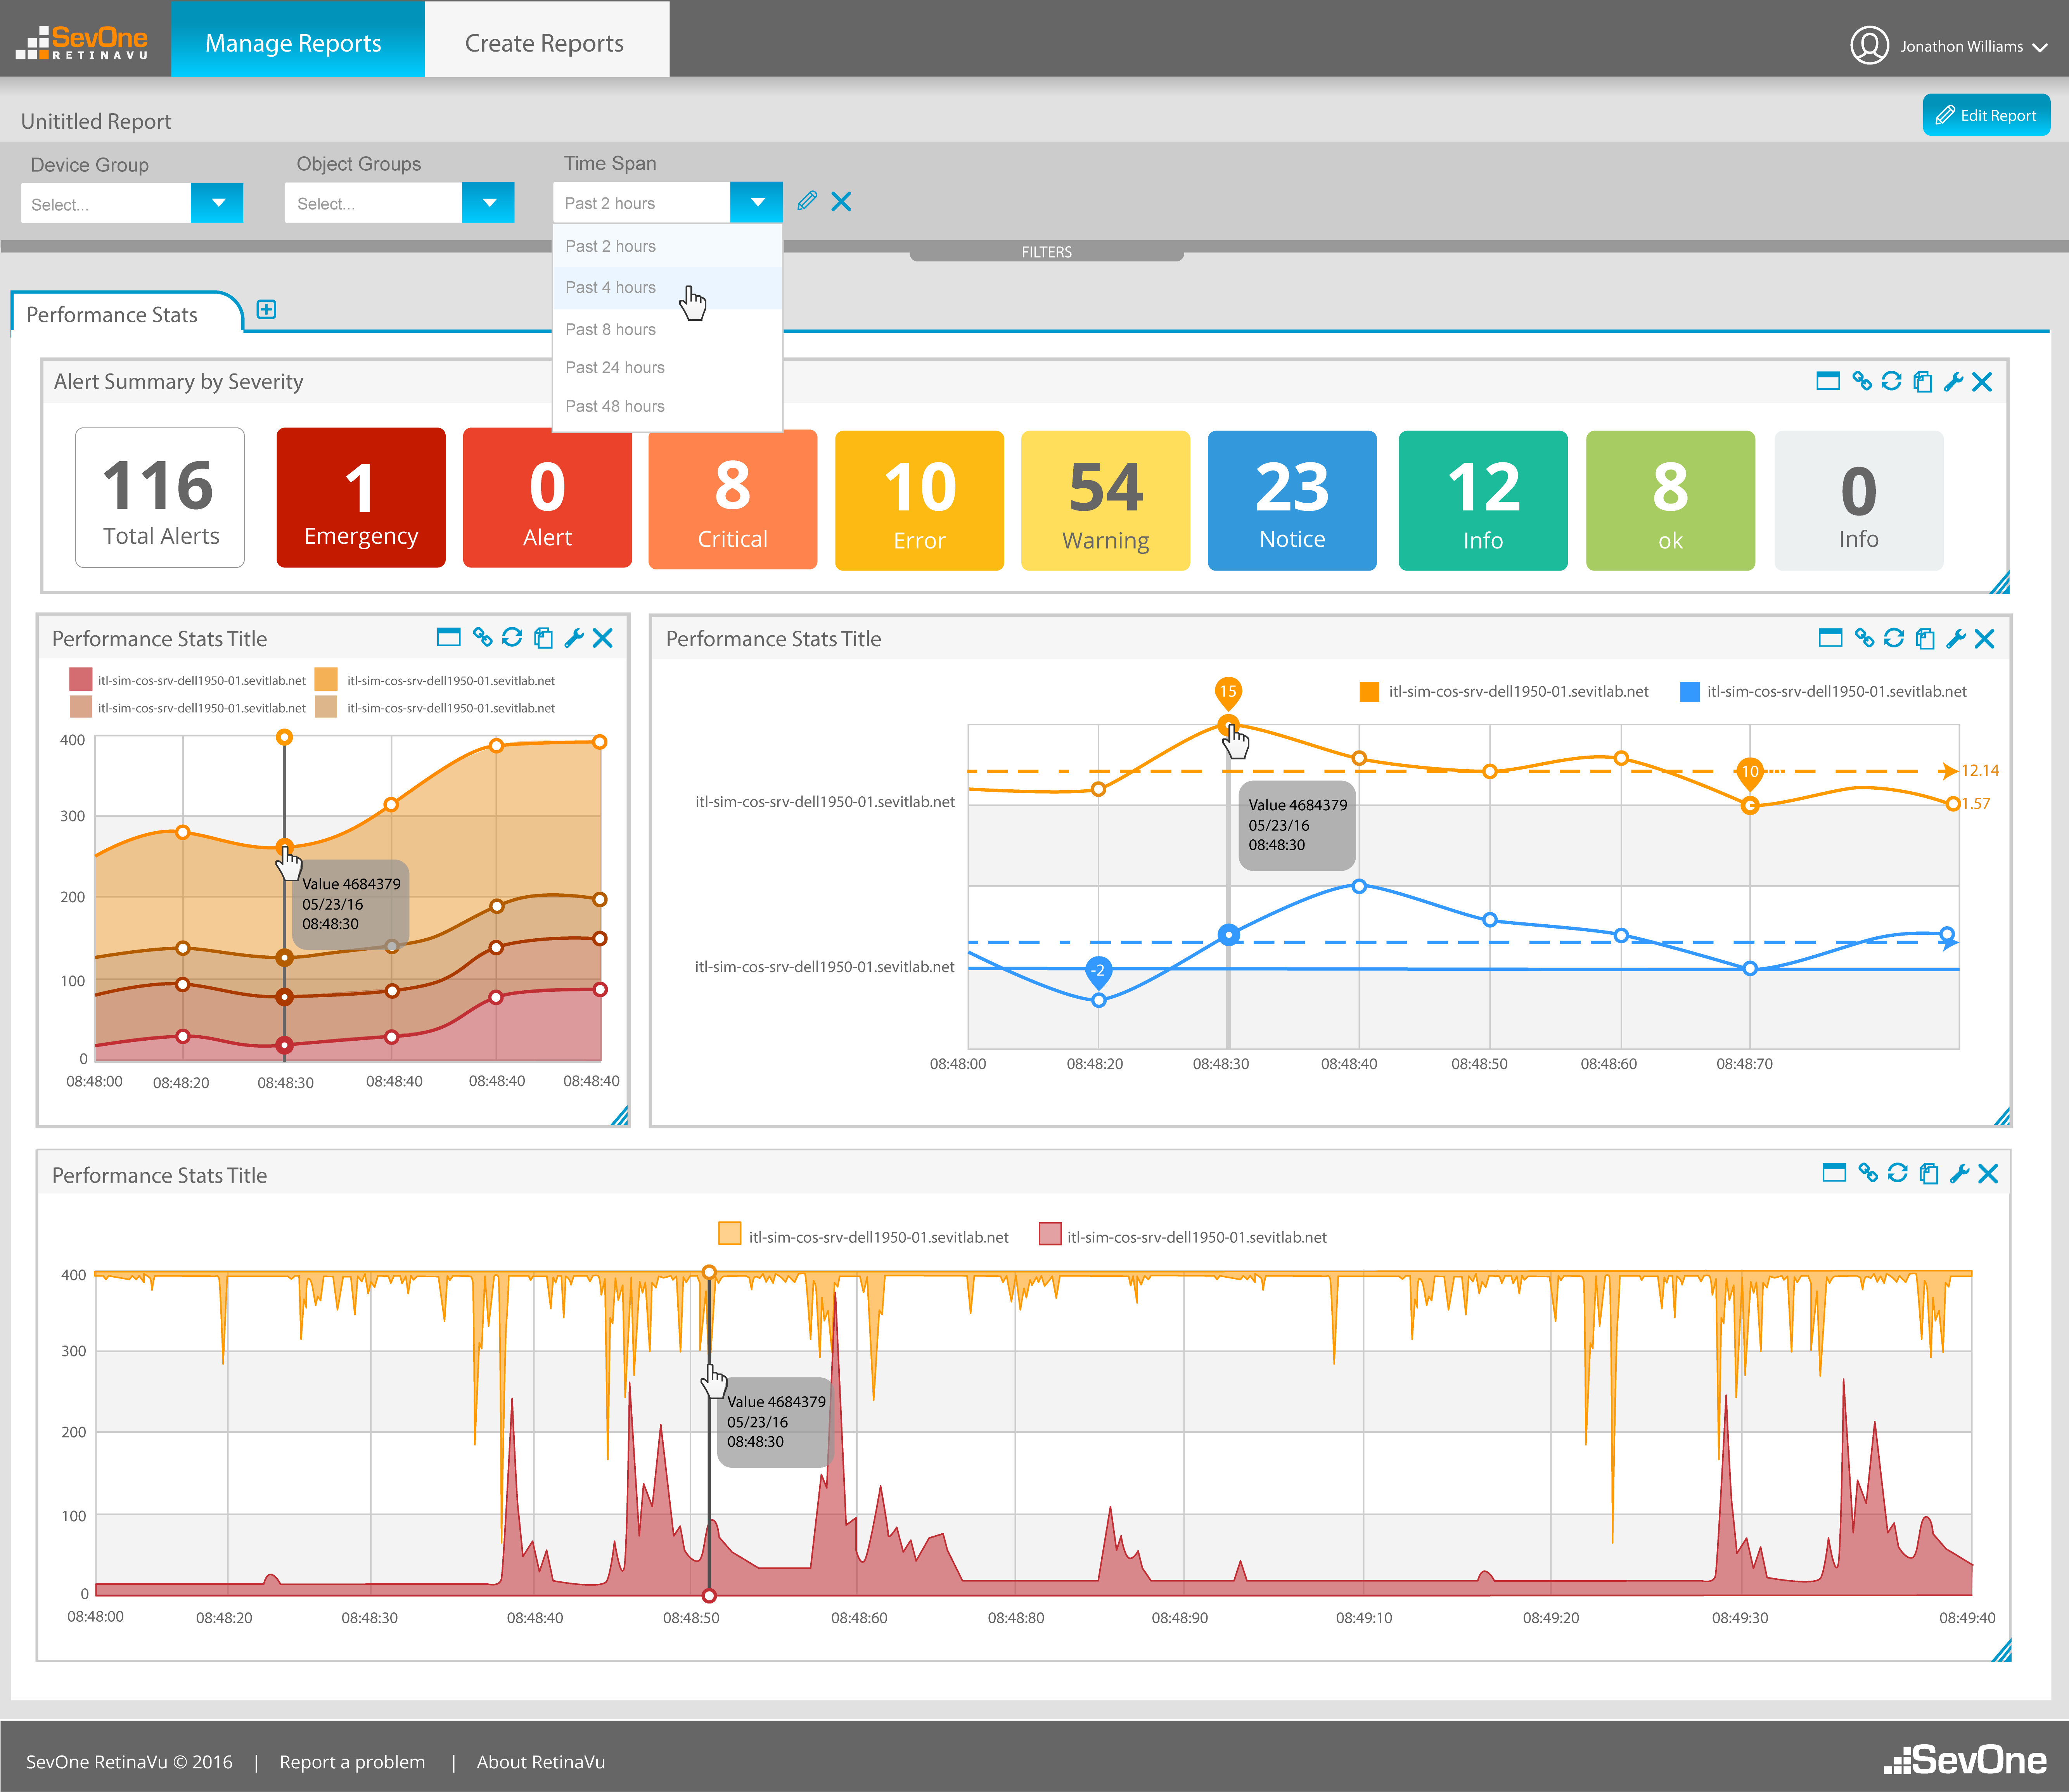 SevOne
RETINAVU
Manage Reports
Create Reports
Jonathon Williams
Unititled Report
Edit Report
Device Group
Object Groups
Time Span
Select...
Select...
Past 2 hours
Past 2 hours
Past 4 hours
Past 8 hours
Past 24 hours
Past 48 hours
FILTERS
Performance Stats
Alert Summary by Severity
116
Total Alerts
1
Emergency
0
Alert
8
Critical
10
Error
54
Warning
23
Notice
12
Info
8
ok
0
Info
Performance Stats Title
itl-sim-cos-srv-dell1950-01.sevitlab.net
itl-sim-cos-srv-dell1950-01.sevitlab.net
itl-sim-cos-srv-dell1950-01.sevitlab.net
itl-sim-cos-srv-dell1950-01.sevitlab.net
400
300
200
100
0
Value 4684379
05/23/16
08:48:30
08:48:00
08:48:20
08:48:30
08:48:40
08:48:40
08:48:40
Performance Stats Title
itl-sim-cos-srv-dell1950-01.sevitlab.net
itl-sim-cos-srv-dell1950-01.sevitlab.net
15
10
12.14
1.57
itl-sim-cos-srv-dell1950-01.sevitlab.net
Value 4684379
05/23/16
08:48:30
itl-sim-cos-srv-dell1950-01.sevitlab.net
-2
08:48:00
08:48:20
08:48:30
08:48:40
08:48:50
08:48:60
08:48:70
Performance Stats Title
itl-sim-cos-srv-dell1950-01.sevitlab.net
itl-sim-cos-srv-dell1950-01.sevitlab.net
400
300
200
100
0
Value 4684379
05/23/16
08:48:30
08:48:00
08:48:20
08:48:30
08:48:40
08:48:50
08:48:60
08:48:80
08:48:90
08:49:10
08:49:20
08:49:30
08:49:40
SevOne RetinaVu © 2016 | Report a problem | About RetinaVu
SevOne